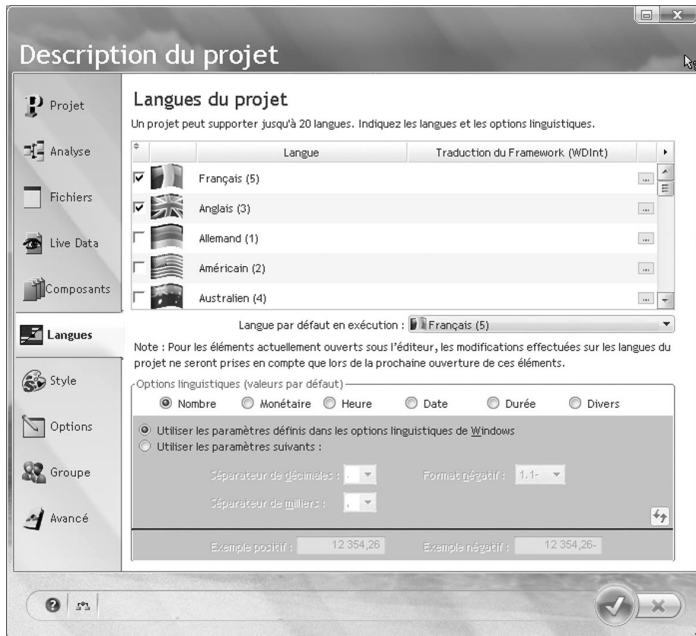 Description du projet
Projet
Analyse
Fichiers
Live Data
Composants
Langues
Style
Options
Groupe
Avancé
Langues du projet
Un projet peut supporter jusqu'à 20 langues. Indiquez les langues et les options linguistiques.
Langue Traduction du Framework (WDInt)
Français (5) ...
Anglais (3) ...
Allemand (1) ...
Américain (2) ...
Australien (4) ...
Langue par défaut en exécution : Français (5)
Note : Pour les éléments actuellement ouverts sous l'éditeur, les modifications effectuées sur les langues du
projet ne seront prises en compte que lors de la prochaine ouverture de ces éléments.
Options linguistiques (valeurs par défaut)
Nombre Monétaire Heure Date Durée Divers
Utiliser les paramètres définis dans les options linguistiques de Windows
Utiliser les paramètres suivants :
Séparateur de décimales : . Format négatif : 1.1-
Séparateur de milliers : ,
Exemple positif : 12 354,26 Exemple négatif : 12 354,26-